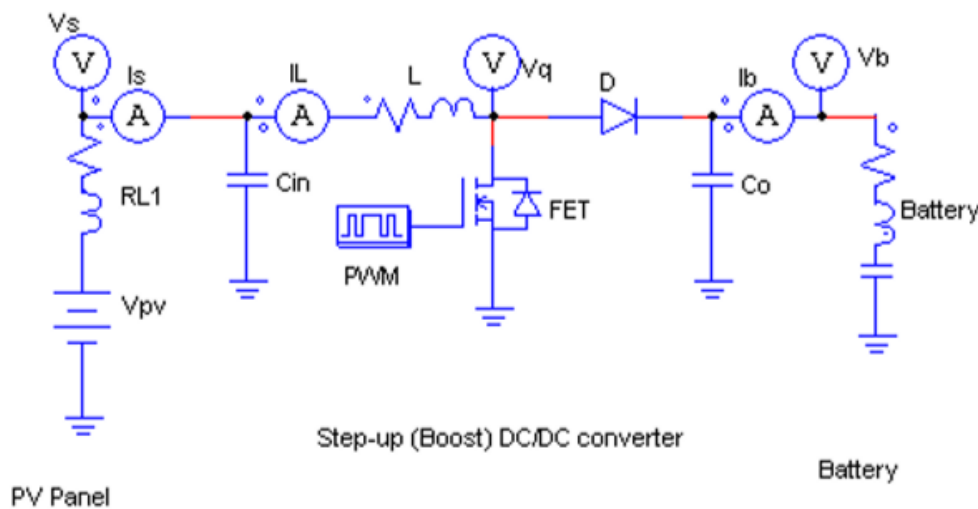 Vs
V
Is
A
IL
A
L
V
Vq
D
Ib
A
V
Vb
RL1
Cin
FET
Co
Battery
PWM
Vpv
Step-up (Boost) DC/DC converter
Battery
PV Panel